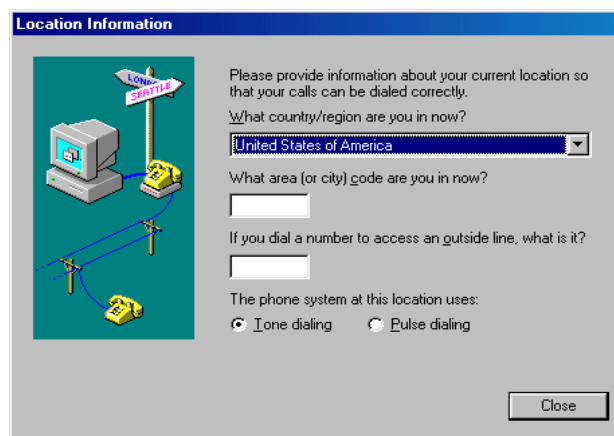 Location Information
LOND
SEATTLE
Please provide information about your current location so
that your calls can be dialed correctly.
What country/region are you in now?
United States of America
What area (or city) code are you in now?
If you dial a number to access an outside line, what is it?
The phone system at this location uses:
Tone dialing
Pulse dialing
Close